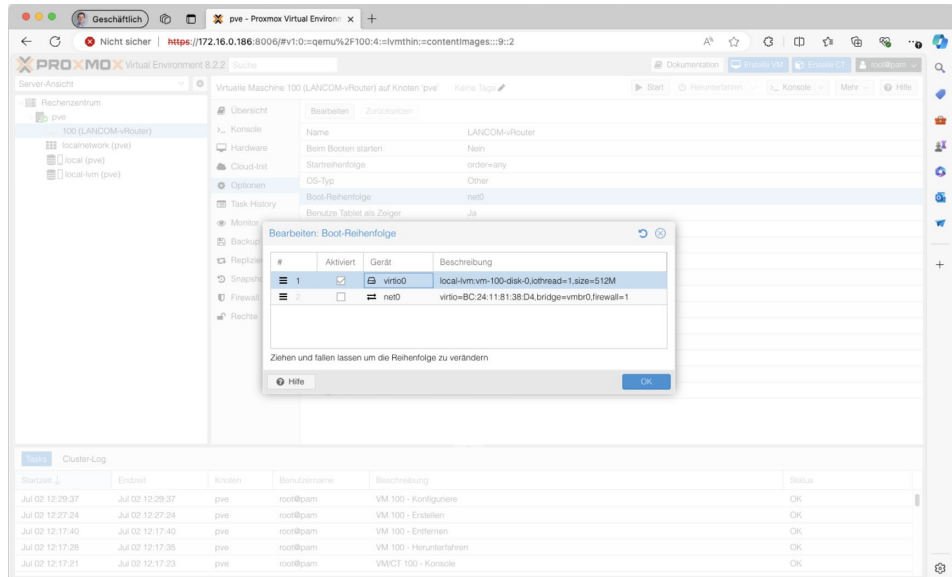 Geschäftlich
pve - Proxmox Virtual Environm
Nicht sicher https://172.16.0.186:8006/#v1:0:=qemu%2F100:4:=lvmthin:=contentImages:::9::2
PROXMOX Virtual Environment 8.2.2 Suche
Dokumentation Erstelle VM Erstelle CT root@pam
Server-Ansicht
Virtuelle Maschine 100 (LANCOM-vRouter) auf Knoten 'pve' Keine Tags
Start Herunterfahren Konsole Mehr Hilfe
Rechenzentrum
pve
100 (LANCOM-vRouter)
localnetwork (pve)
local (pve)
local-lvm (pve)
Übersicht
Konsole
Hardware
Cloud-Init
Optionen
Task History
Monitor
Backup
Replizie
Snapsho
Firewall
Rechte
Bearbeiten Zurücksetzen
Name LANCOM-vRouter
Beim Booten starten Nein
Startreihenfolge order=any
OS-Typ Other
Boot-Reihenfolge net0
Benutze Tablet als Zeiger Ja
Bearbeiten: Boot-Reihenfolge
# Aktiviert Gerät Beschreibung
1 virtio0 local-lvm:vm-100-disk-0,iothread=1,size=512M
2 net0 virtio=BC:24:11:81:38:D4,bridge=vmbr0,firewall=1
Ziehen und fallen lassen um die Reihenfolge zu verändern
Hilfe OK
Tasks Cluster-Log
Startzeit Endzeit Knoten Benutzername Beschreibung Status
Jul 02 12:29:37 Jul 02 12:29:37 pve root@pam VM 100 - Konfiguriere OK
Jul 02 12:27:24 Jul 02 12:27:24 pve root@pam VM 100 - Erstellen OK
Jul 02 12:17:40 Jul 02 12:17:40 pve root@pam VM 100 - Entfernen OK
Jul 02 12:17:28 Jul 02 12:17:35 pve root@pam VM 100 - Herunterfahren OK
Jul 02 12:17:21 Jul 02 12:17:23 pve root@pam VM/CT 100 - Konsole OK